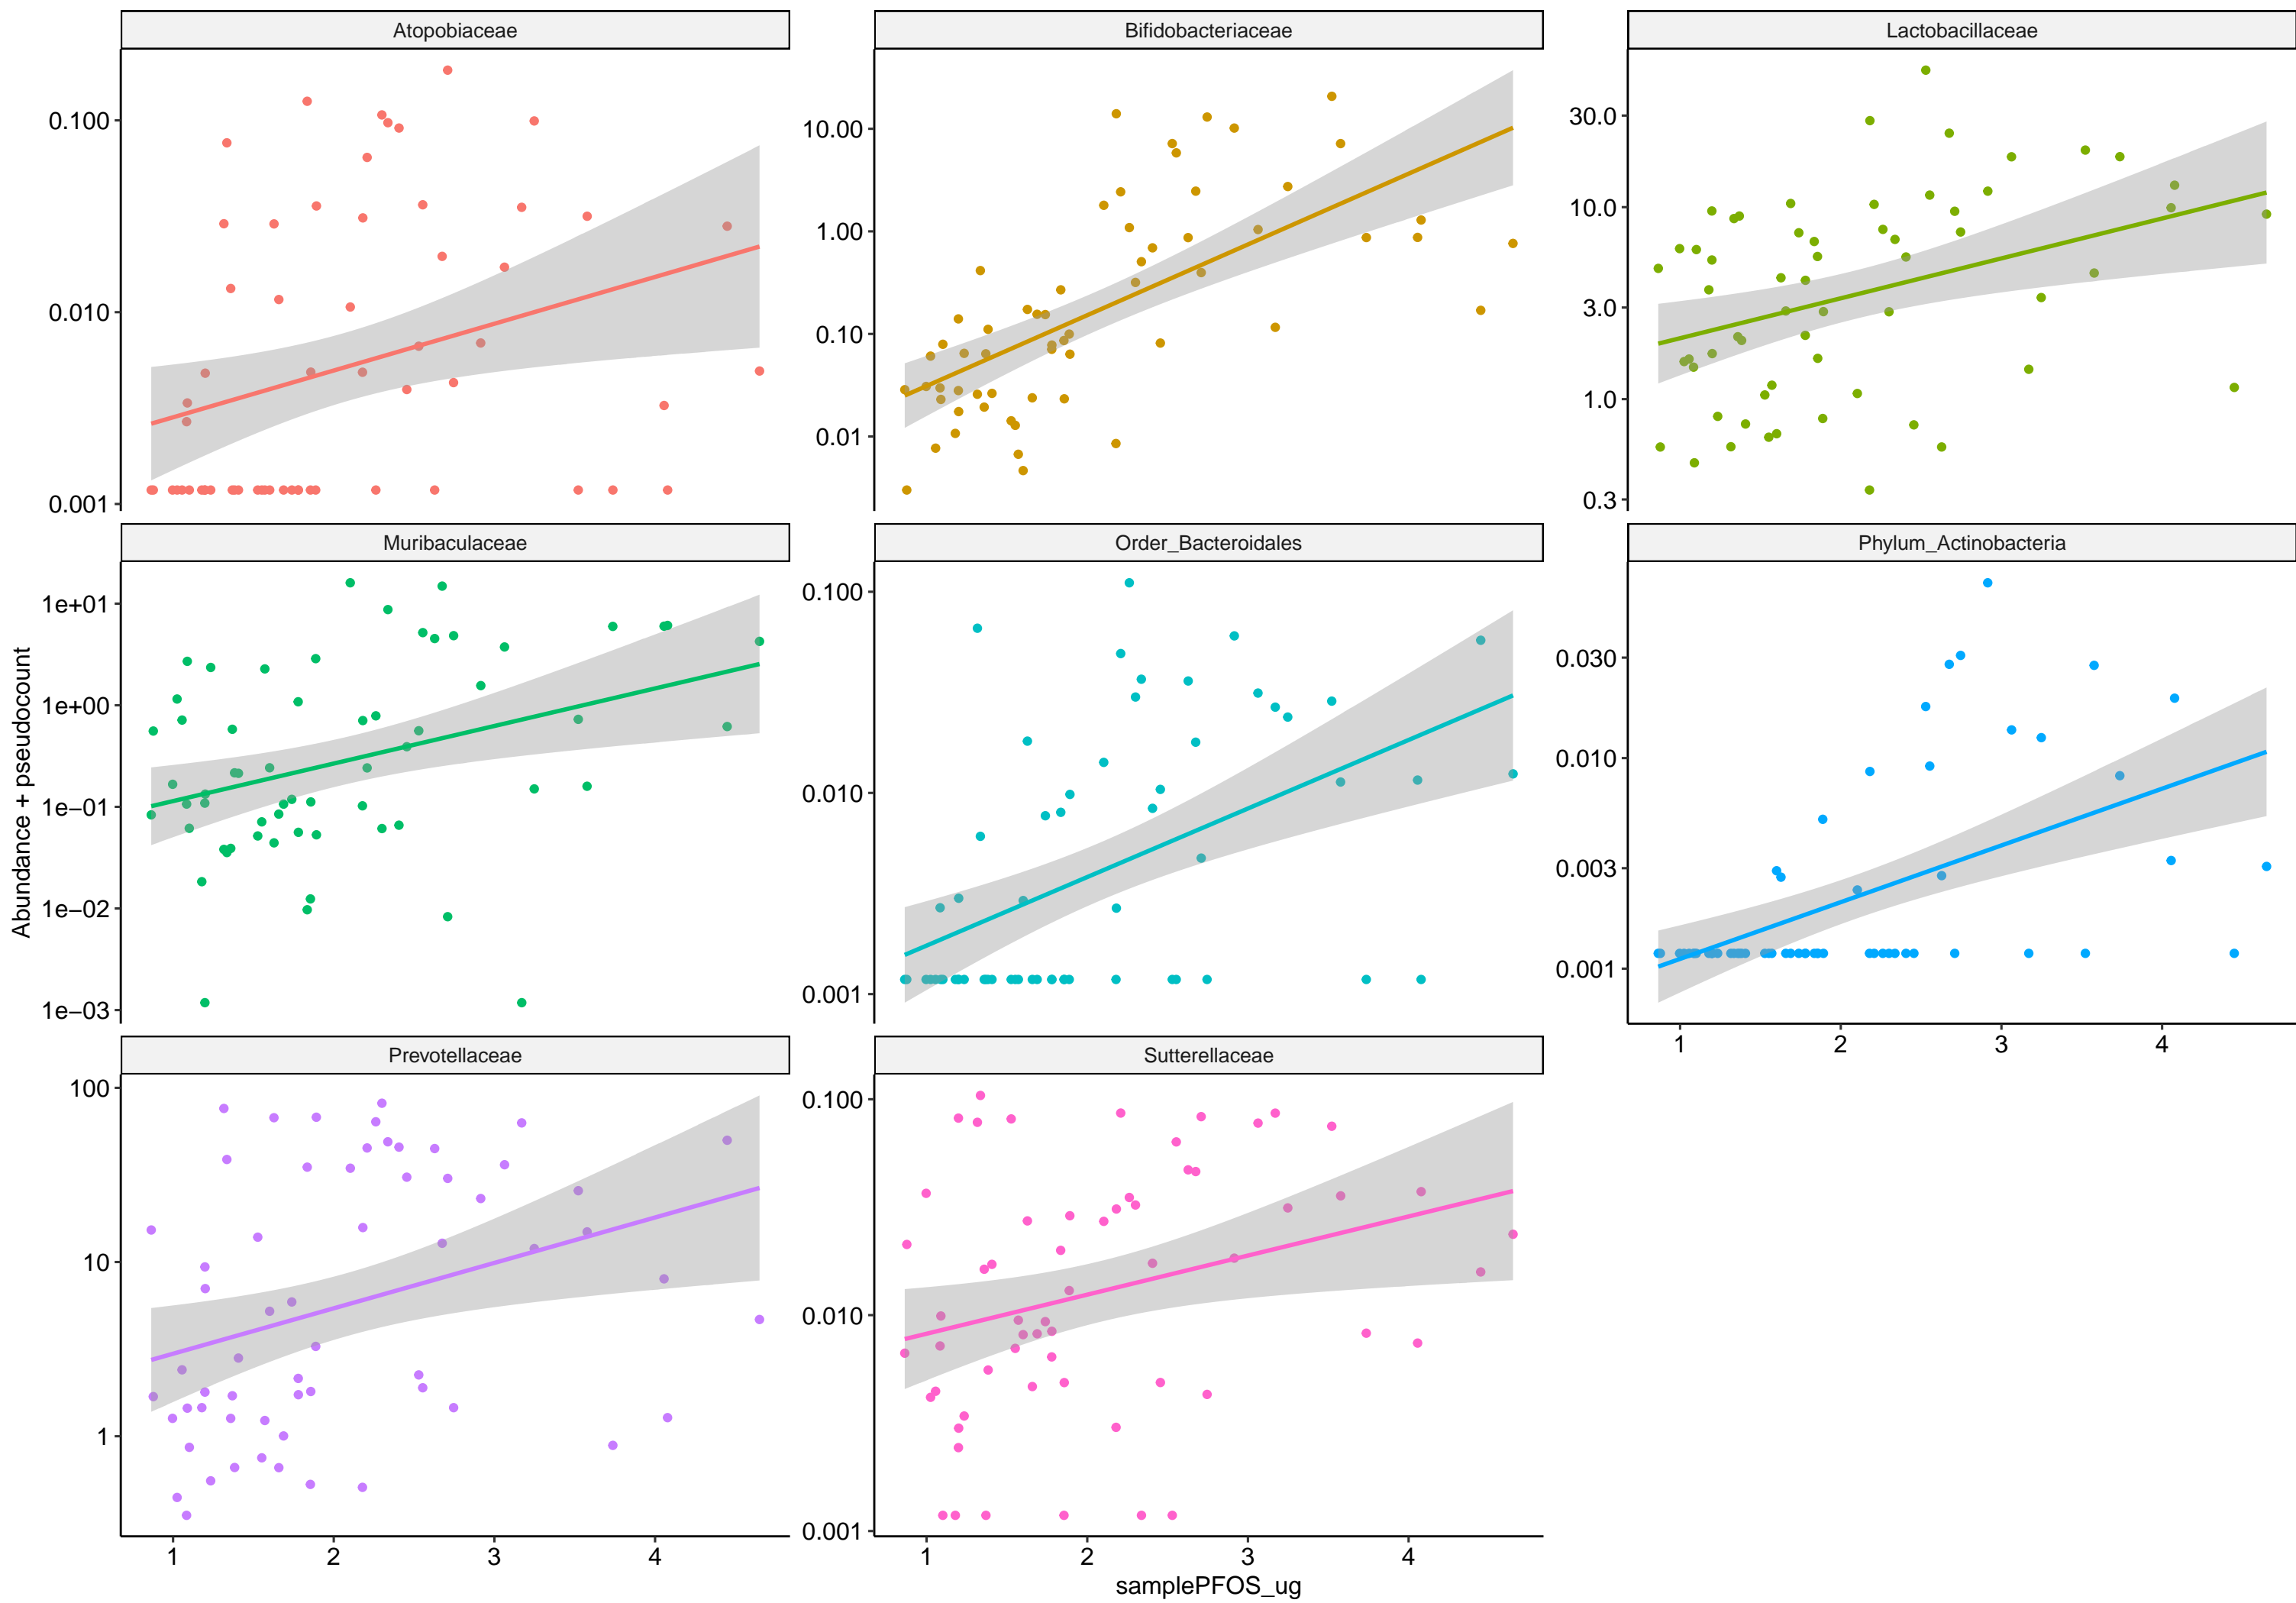 Atopobiaceae
Bifidobacteriaceae
Lactobacillaceae
0.100
0.010
0.001
10.00
1.00
0.10
0.01
30.0
10.0
3.0
1.0
0.3
Muribaculaceae
Order_Bacteroidales
Phylum_Actinobacteria
1e+01
1e+00
1e−01
1e−02
1e−03
0.100
0.010
0.001
0.030
0.010
0.003
0.001
1 2 3 4
Prevotellaceae
Sutterellaceae
100
10
1
0.100
0.010
0.001
1 2 3 4
1 2 3 4
samplePFOS_ug
Abundance + pseudocount